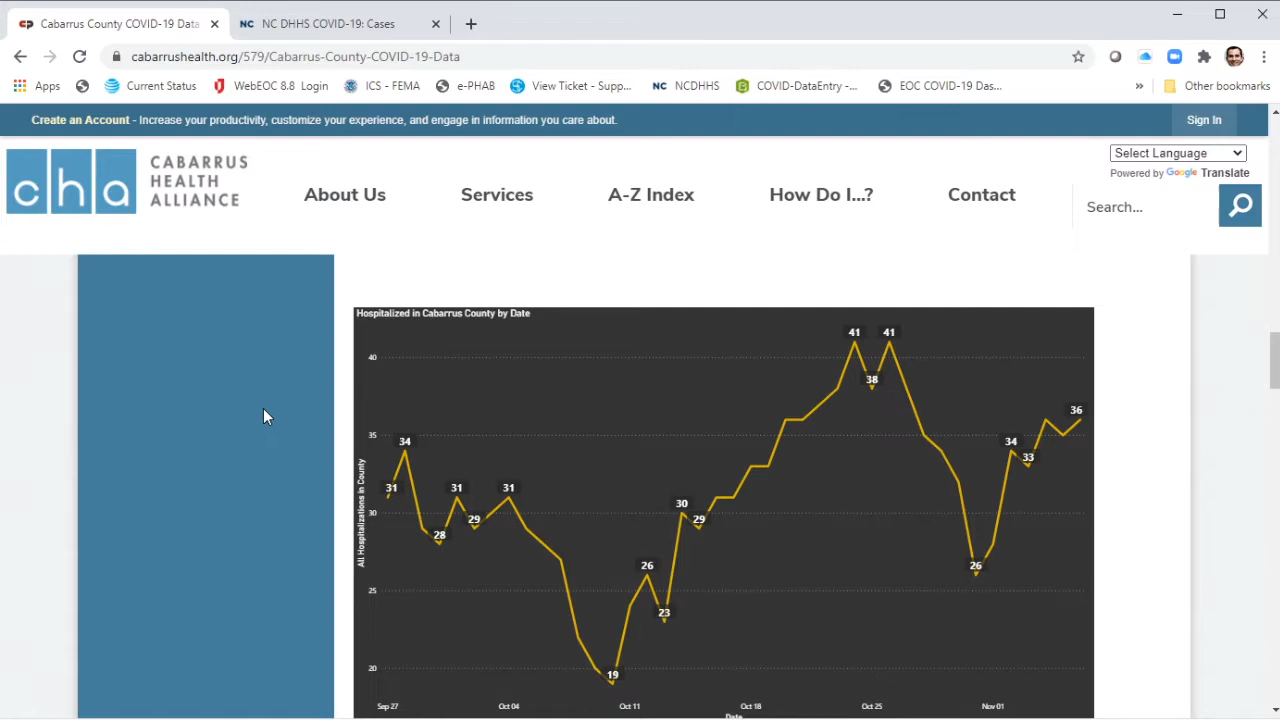 Cabarrus County COVID-19 Data
NC DHHS COVID-19: Cases
cabarrushealth.org/579/Cabarrus-County-COVID-19-Data
Apps Current Status WebEOC 8.8 Login ICS - FEMA e-PHAB View Ticket - Supp... NC NCDHHS COVID-DataEntry -... EOC COVID-19 Das... » Other bookmarks
Create an Account - Increase your productivity, customize your experience, and engage in information you care about.
Sign In
cha
CABARRUS
HEALTH
ALLIANCE
About Us Services A-Z Index How Do I...? Contact
Select Language
Powered by Google Translate
Search...
Hospitalized in Cabarrus County by Date
41 41
40
38
36
35
34 34
33
31 31 31
30
30
29 29
28
26 26
25
23
20
19
All Hospitalizations in County
Sep 27 Oct 04 Oct 11 Oct 18 Oct 25 Nov 01
Date